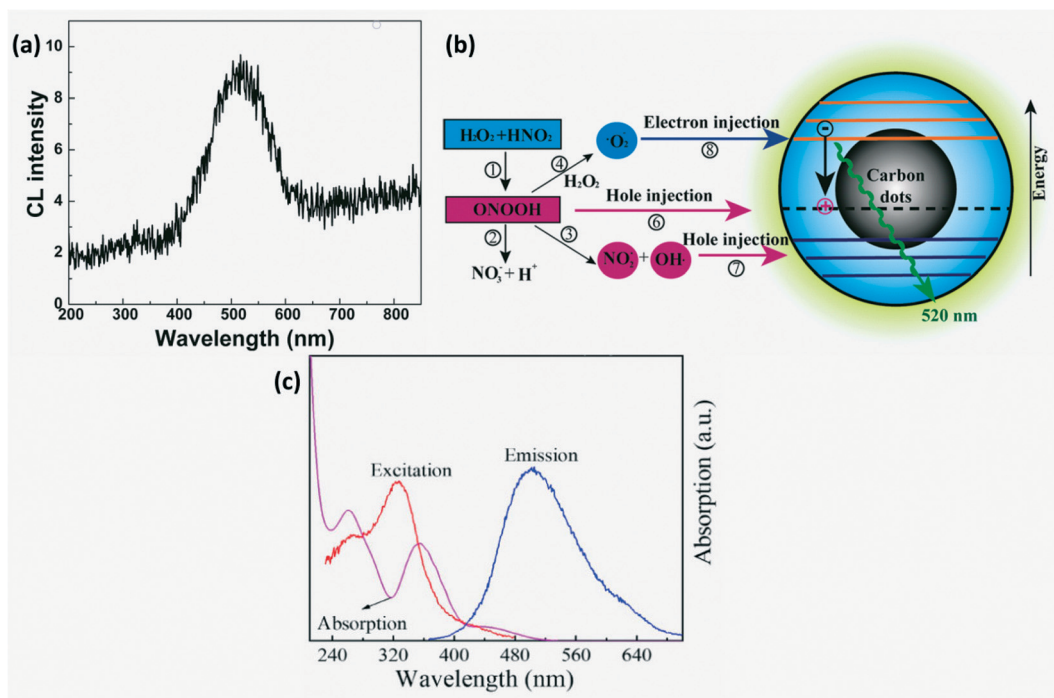 (a)
10
8
6
4
2
0
CL intensity
200 300 400 500 600 700 800
Wavelength (nm)
(b)
H₂O₂+HNO₂
①
④
H₂O₂
·O₂⁻
Electron injection
⑧
ONOOH
Hole injection
⑥
②
③
NO₃⁻ + H⁺
NO₂· + OH·
Hole injection
⑦
-
+
Carbon
dots
520 nm
Energy
(c)
Excitation
Emission
Absorption
Absorption (a.u.)
240 320 400 480 560 640
Wavelength (nm)